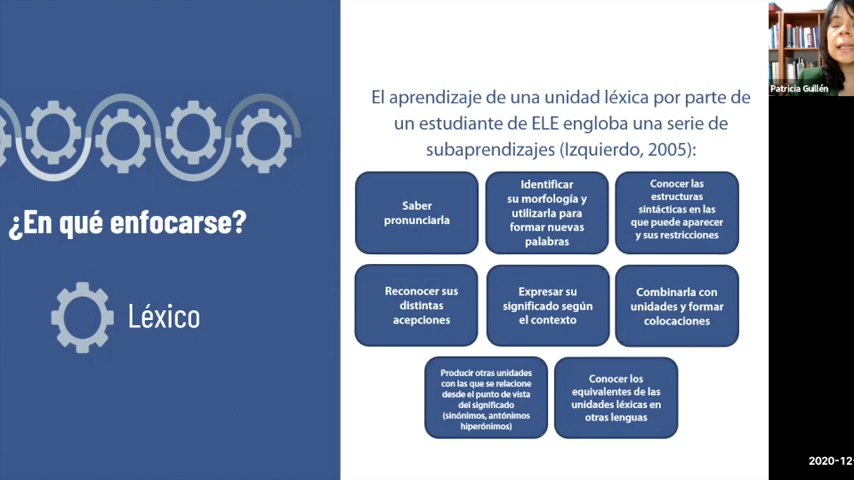 Patricia Guillén
El aprendizaje de una unidad léxica por parte de
un estudiante de ELE engloba una serie de
subaprendizajes (Izquierdo, 2005):
¿En qué enfocarse?
Léxico
Saber
pronunciarla
Identificar
su morfología y
utilizarla para
formar nuevas
palabras
Conocer las
estructuras
sintácticas en las
que puede aparecer
y sus restricciones
Reconocer sus
distintas
acepciones
Expresar su
significado según
el contexto
Combinarla con
unidades y formar
colocaciones
Producir otras unidades
con las que se relacione
desde el punto de vista
del significado
(sinónimos, antónimos
hiperónimos)
Conocer los
equivalentes de las
unidades léxicas en
otras lenguas
2020-12-